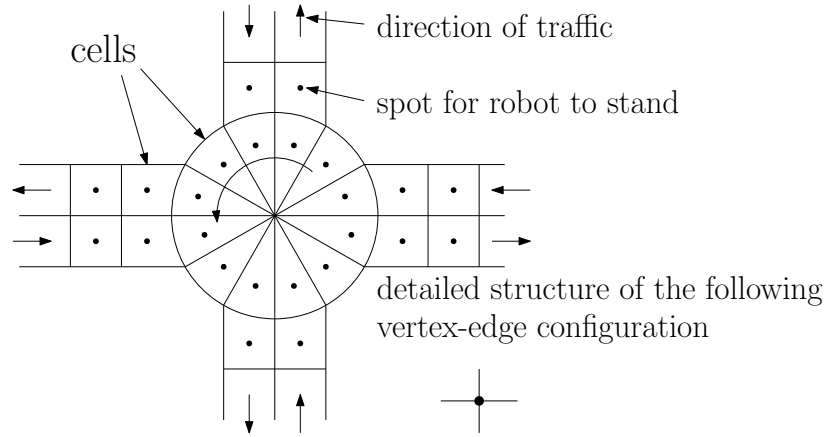 direction of traffic
cells
spot for robot to stand
detailed structure of the following
vertex-edge configuration